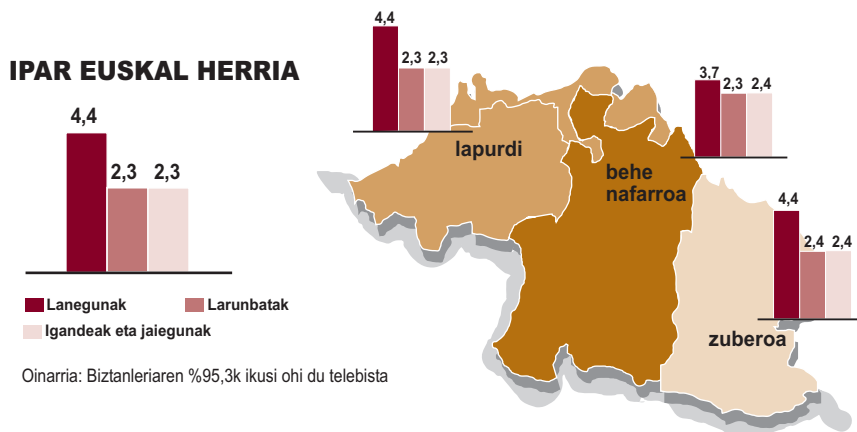 IPAR EUSKAL HERRIA
4,4
2,3 2,3
Lanegunak Larunbatak
Igandeak eta jaiegunak
Oinarria: Biztanleriaren %95,3k ikusi ohi du telebista
4,4
2,3 2,3
lapurdi
3,7 2,3 2,4
behe
nafarroa
4,4
2,4 2,4
zuberoa